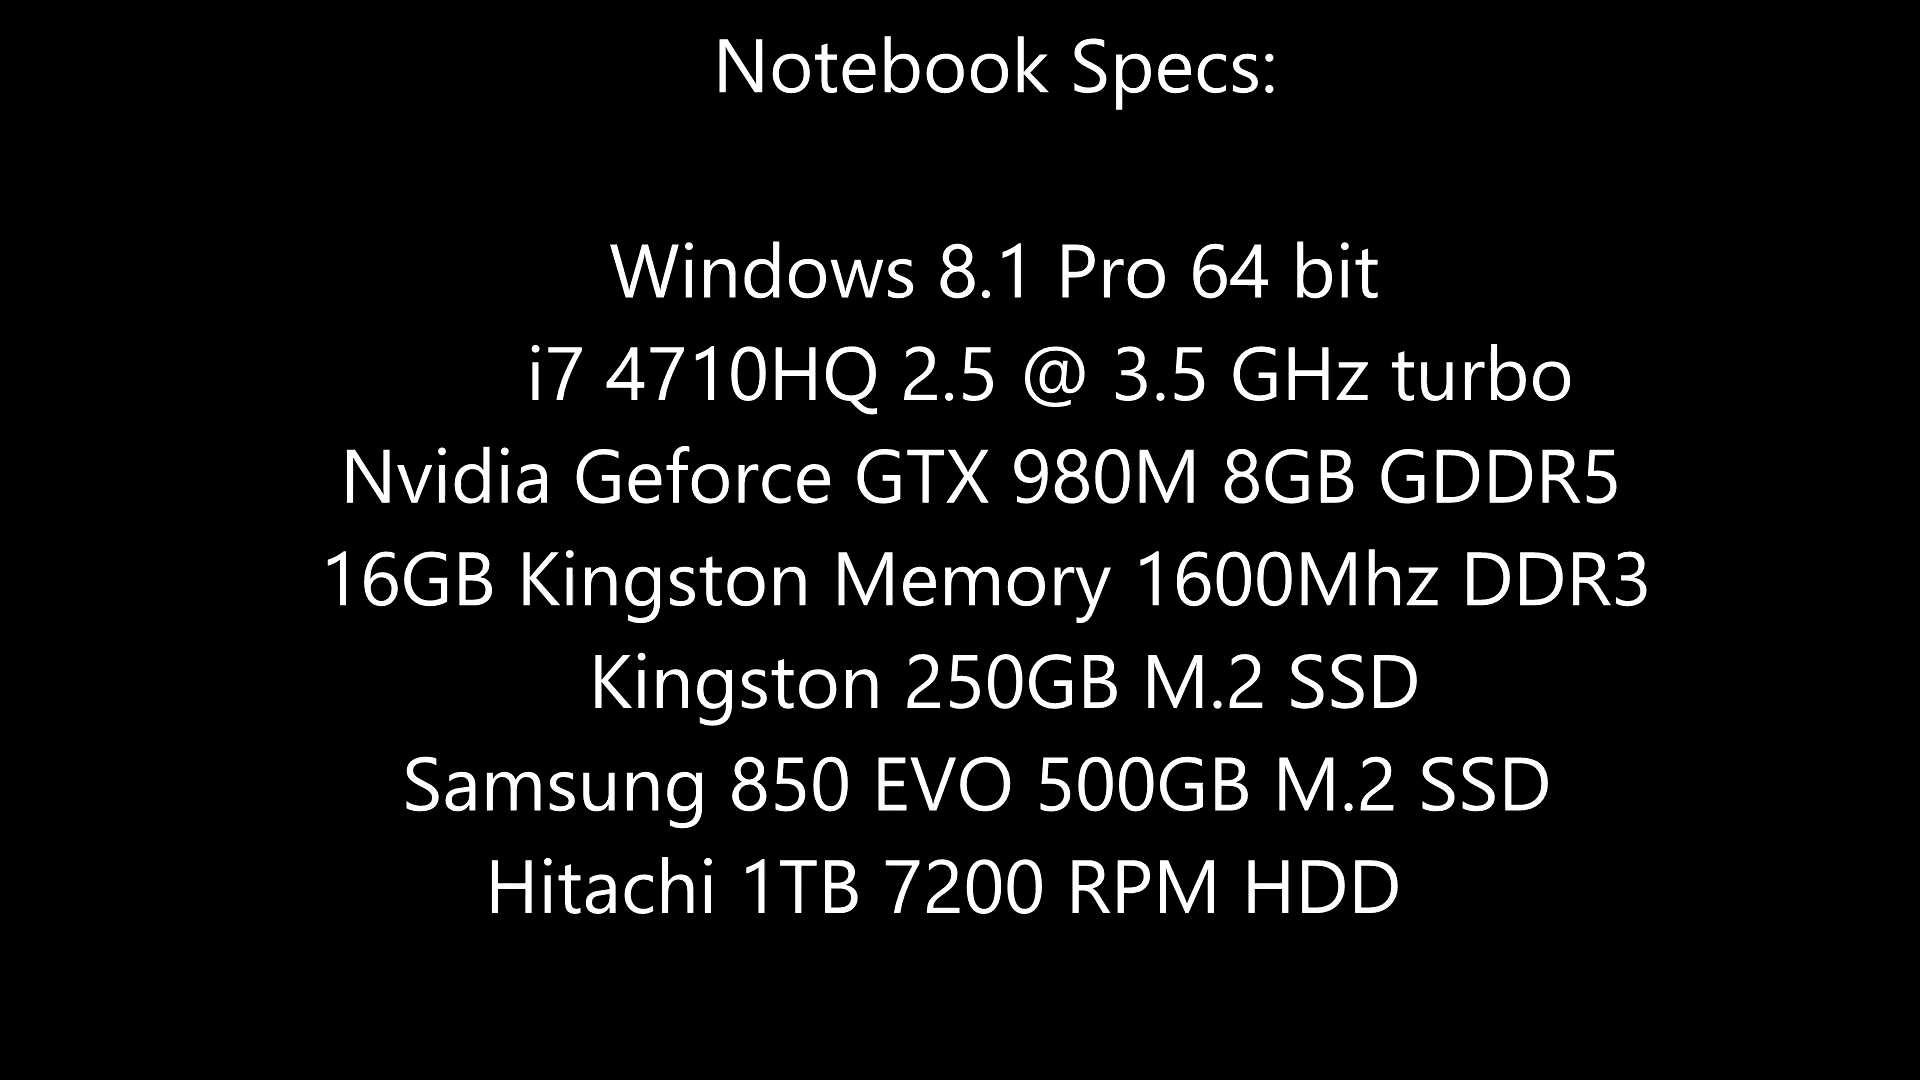 Notebook Specs:
Windows 8.1 Pro 64 bit
i7 4710HQ 2.5 @ 3.5 GHz turbo
Nvidia Geforce GTX 980M 8GB GDDR5
16GB Kingston Memory 1600Mhz DDR3
Kingston 250GB M.2 SSD
Samsung 850 EVO 500GB M.2 SSD
Hitachi 1TB 7200 RPM HDD